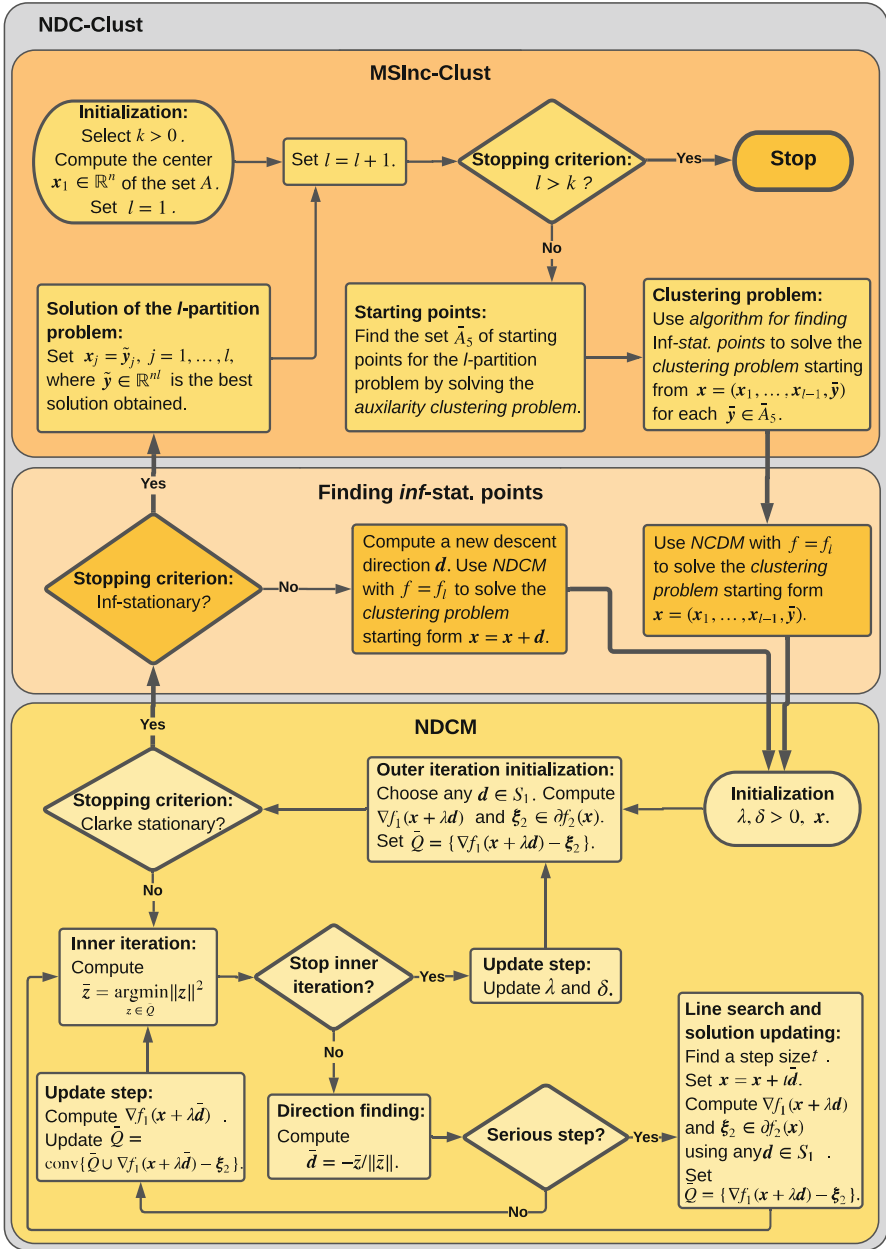 NDC-Clust
MSInc-Clust
Initialization:
Select k > 0 .
Compute the center
x₁ ∈ ℝⁿ of the set A.
Set l = 1 .
Set l = l + 1.
Stopping criterion:
l > k ?
Yes
Stop
No
Solution of the l-partition
problem:
Set x_j = ỹ_j, j = 1, … , l,
where ỹ ∈ ℝⁿˡ is the best
solution obtained.
Starting points:
Find the set Ā₅ of starting
points for the l-partition
problem by solving the
auxilarity clustering problem.
Clustering problem:
Use algorithm for finding
Inf-stat. points to solve the
clustering problem starting
from x = (x₁, … , x_{l−1}, ȳ)
for each ȳ ∈ Ā₅.
Yes
Finding inf-stat. points
Stopping criterion:
Inf-stationary?
No
Compute a new descent
direction d. Use NDCM
with f = f_l to solve the
clustering problem
starting form x = x + d.
Use NCDM with f = f_l
to solve the clustering
problem starting form
x = (x₁, … , x_{l−1}, ȳ).
Yes
NDCM
Stopping criterion:
Clarke stationary?
Outer iteration initialization:
Choose any d ∈ S₁. Compute
∇f₁(x + λd) and ξ₂ ∈ ∂f₂(x).
Set Q̄ = {∇f₁(x + λd) − ξ₂}.
Initialization
λ, δ > 0, x.
No
Inner iteration:
Compute
z̄ = argmin ||z||²
z ∈ Q̄
Stop inner
iteration?
Yes
Update step:
Update λ and δ.
No
Line search and
solution updating:
Find a step size t .
Set x = x + td̄.
Compute ∇f₁(x + λd)
and ξ₂ ∈ ∂f₂(x)
using any d ∈ S₁ .
Set
Q̄ = {∇f₁(x + λd) − ξ₂}.
Update step:
Compute ∇f₁(x + λd̄) .
Update Q̄ =
conv{Q̄ ∪ ∇f₁(x + λd̄) − ξ₂}.
Direction finding:
Compute
d̄ = −z̄/||z̄||.
Serious step?
Yes
No